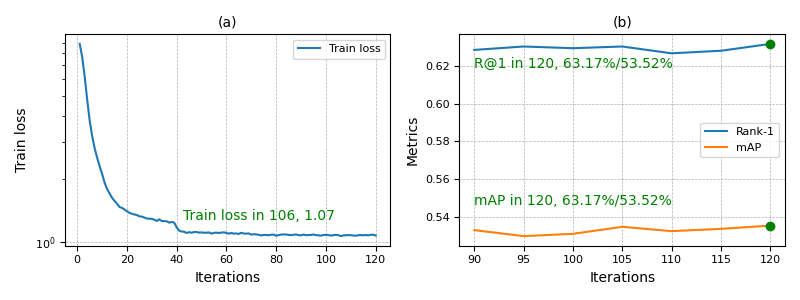 (a)
Train loss
10⁰
Train loss
Train loss in 106, 1.07
0 20 40 60 80 100 120
Iterations
(b)
Metrics
0.62
0.60
0.58
0.56
0.54
R@1 in 120, 63.17%/53.52%
Rank-1
mAP
mAP in 120, 63.17%/53.52%
90 95 100 105 110 115 120
Iterations